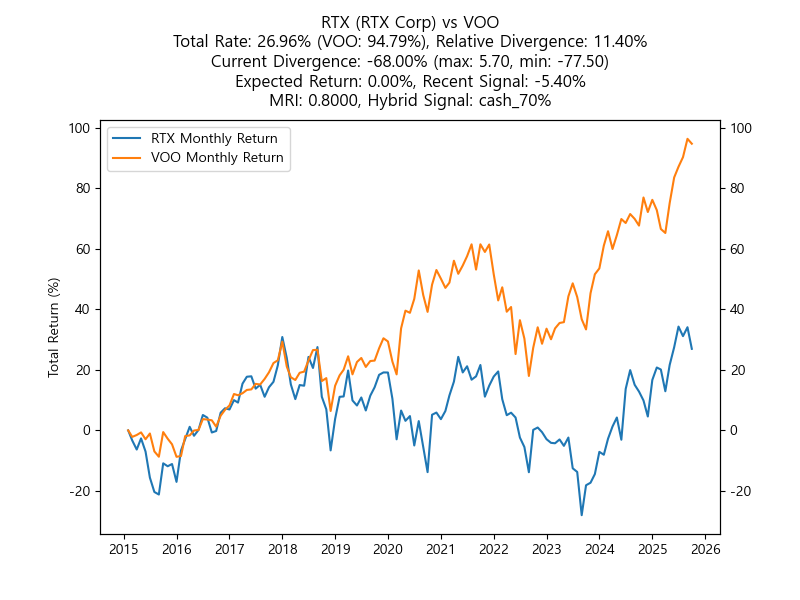 RTX (RTX Corp) vs VOO
Total Rate: 26.96% (VOO: 94.79%), Relative Divergence: 11.40%
Current Divergence: -68.00% (max: 5.70, min: -77.50)
Expected Return: 0.00%, Recent Signal: -5.40%
MRI: 0.8000, Hybrid Signal: cash_70%
RTX Monthly Return
VOO Monthly Return
Total Return (%)
100
80
60
40
20
0
-20
100
80
60
40
20
0
-20
2015 2016 2017 2018 2019 2020 2021 2022 2023 2024 2025 2026